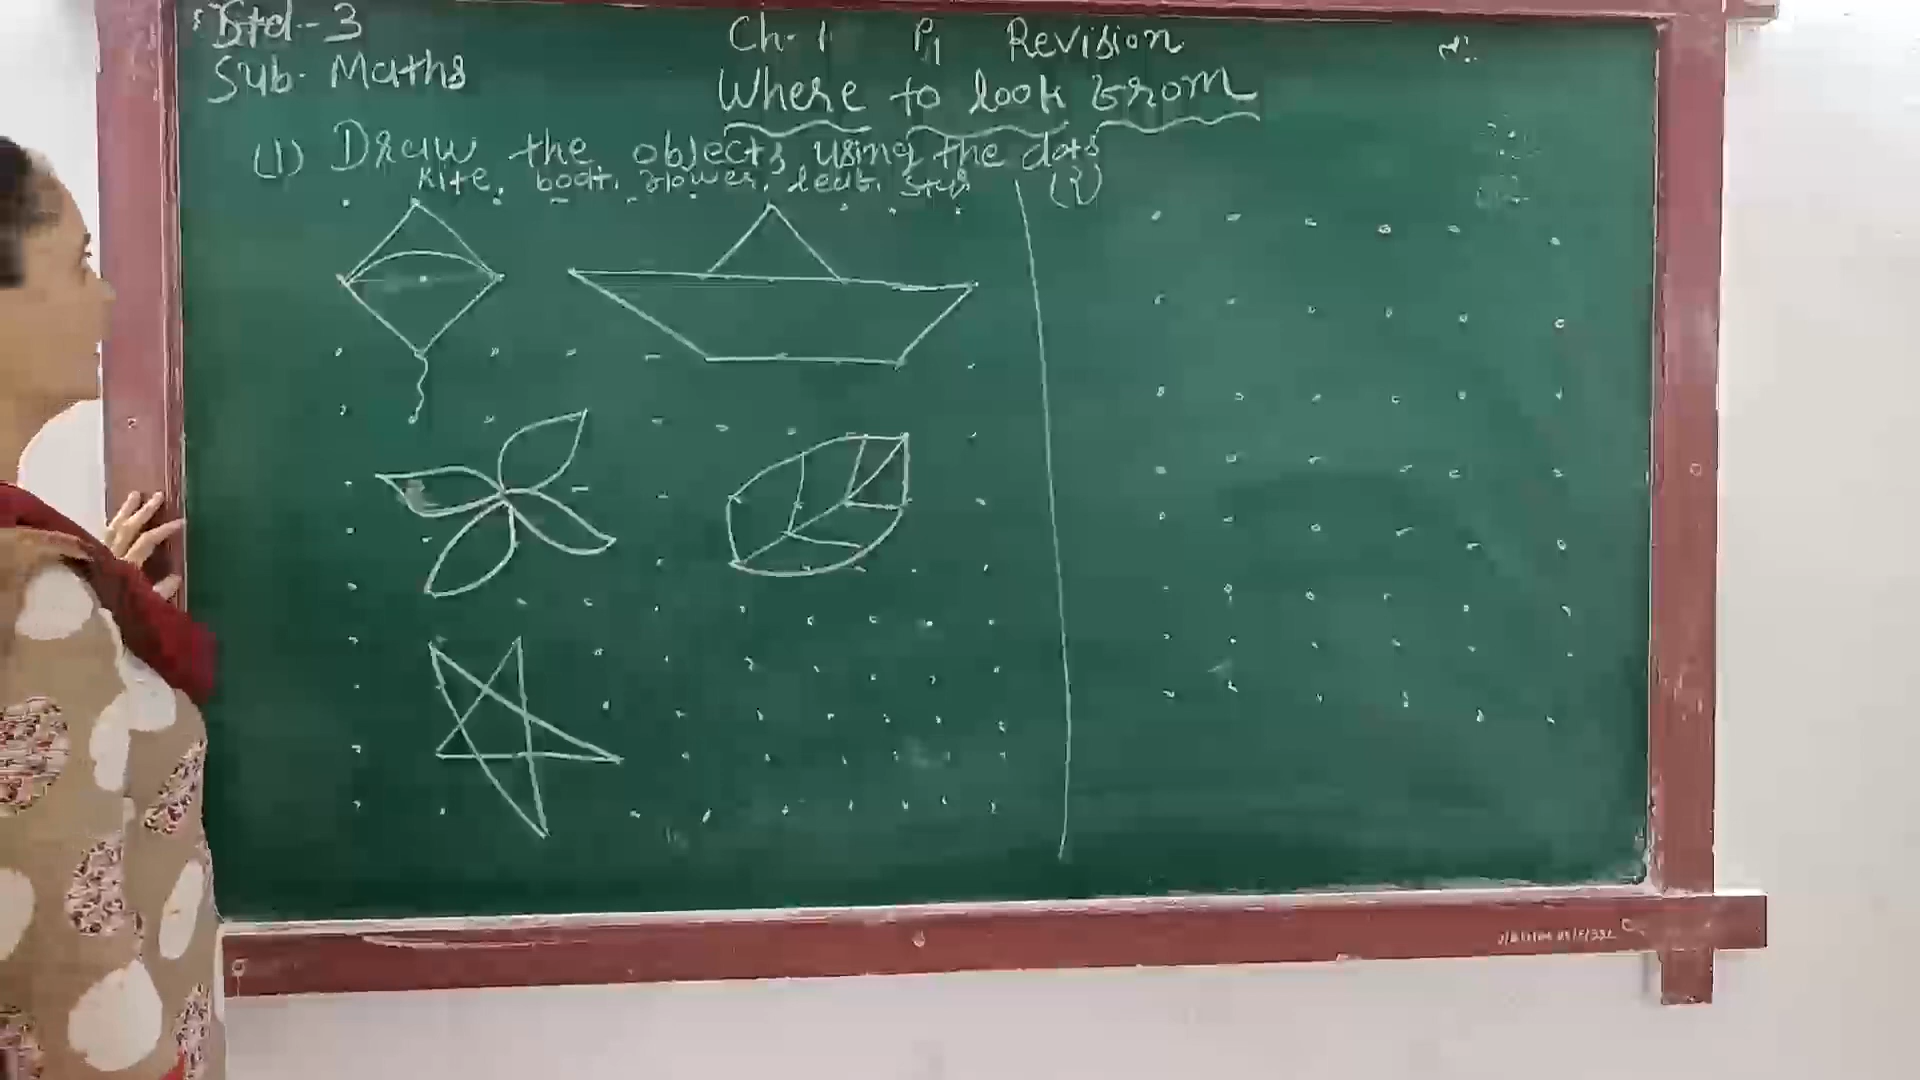 Std-3
Sub- Maths
Ch-1 P1 Revision
Where to look from
(1) Draw the objects using the dots
Kite, boat, flower, leaf, star
(2)